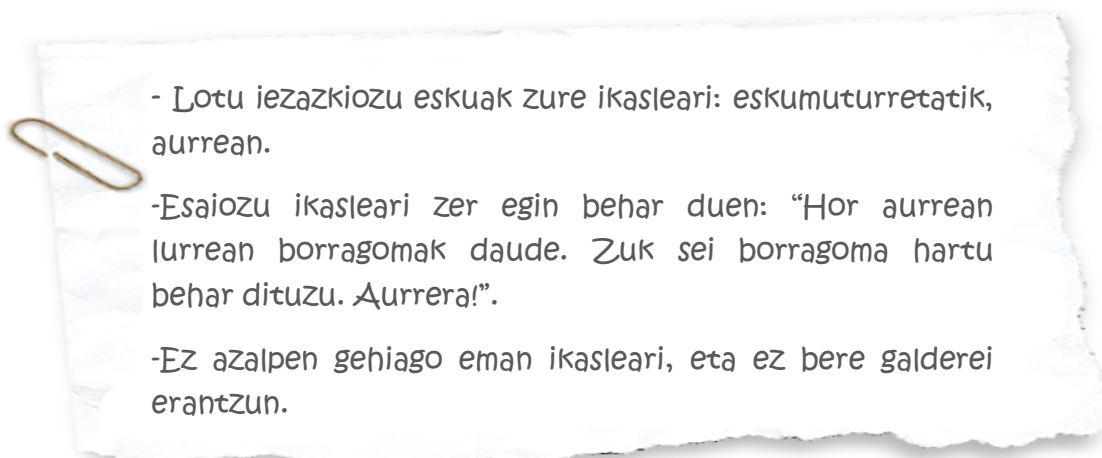 - Lotu iezazkiozu eskuak zure ikasleari: eskumuturretatik,
aurrean.
-Esaiozu ikasleari zer egin behar duen: “Hor aurrean
lurrean borragomak daude. Zuk sei borragoma hartu
behar dituzu. Aurrera!”.
-Ez azalpen gehiago eman ikasleari, eta ez bere galderei
erantzun.